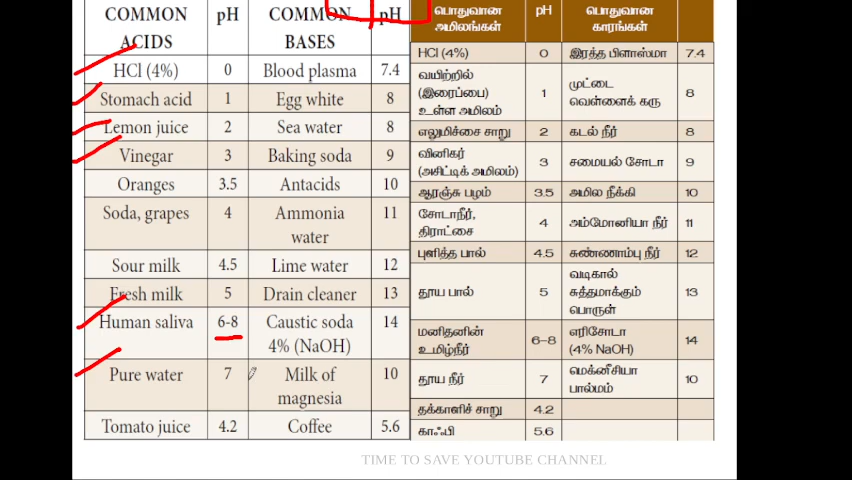 COMMON ACIDS pH COMMON BASES pH
HCl (4%) 0 Blood plasma 7.4
Stomach acid 1 Egg white 8
Lemon juice 2 Sea water 8
Vinegar 3 Baking soda 9
Oranges 3.5 Antacids 10
Soda, grapes 4 Ammonia water 11
Sour milk 4.5 Lime water 12
Fresh milk 5 Drain cleaner 13
Human saliva 6-8 Caustic soda 4% (NaOH) 14
Pure water 7 Milk of magnesia 10
Tomato juice 4.2 Coffee 5.6
பொதுவான அமிலங்கள் pH பொதுவான காரங்கள்
HCl (4%) 0 இரத்த பிளாஸ்மா 7.4
வயிற்றில் (இரைப்பை) உள்ள அமிலம் 1 முட்டை வெள்ளைக் கரு 8
எலுமிச்சை சாறு 2 கடல் நீர் 8
வினிகர் (அசிட்டிக் அமிலம்) 3 சமையல் சோடா 9
ஆரஞ்சு பழம் 3.5 அமில நீக்கி 10
சோடாநீர், திராட்சை 4 அம்மோனியா நீர் 11
புளித்த பால் 4.5 சுண்ணாம்பு நீர் 12
தூய பால் 5 வடிகால் சுத்தமாக்கும் பொருள் 13
மனிதனின் உமிழ்நீர் 6-8 எரிசோடா (4% NaOH) 14
தூய நீர் 7 மெக்னீசியா பால்மம் 10
தக்காளிச் சாறு 4.2
காஃபி 5.6
TIME TO SAVE YOUTUBE CHANNEL